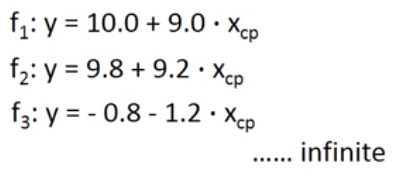 f₁: y = 10.0 + 9.0 · x_cp
f₂: y = 9.8 + 9.2 · x_cp
f₃: y = - 0.8 - 1.2 · x_cp
...... infinite